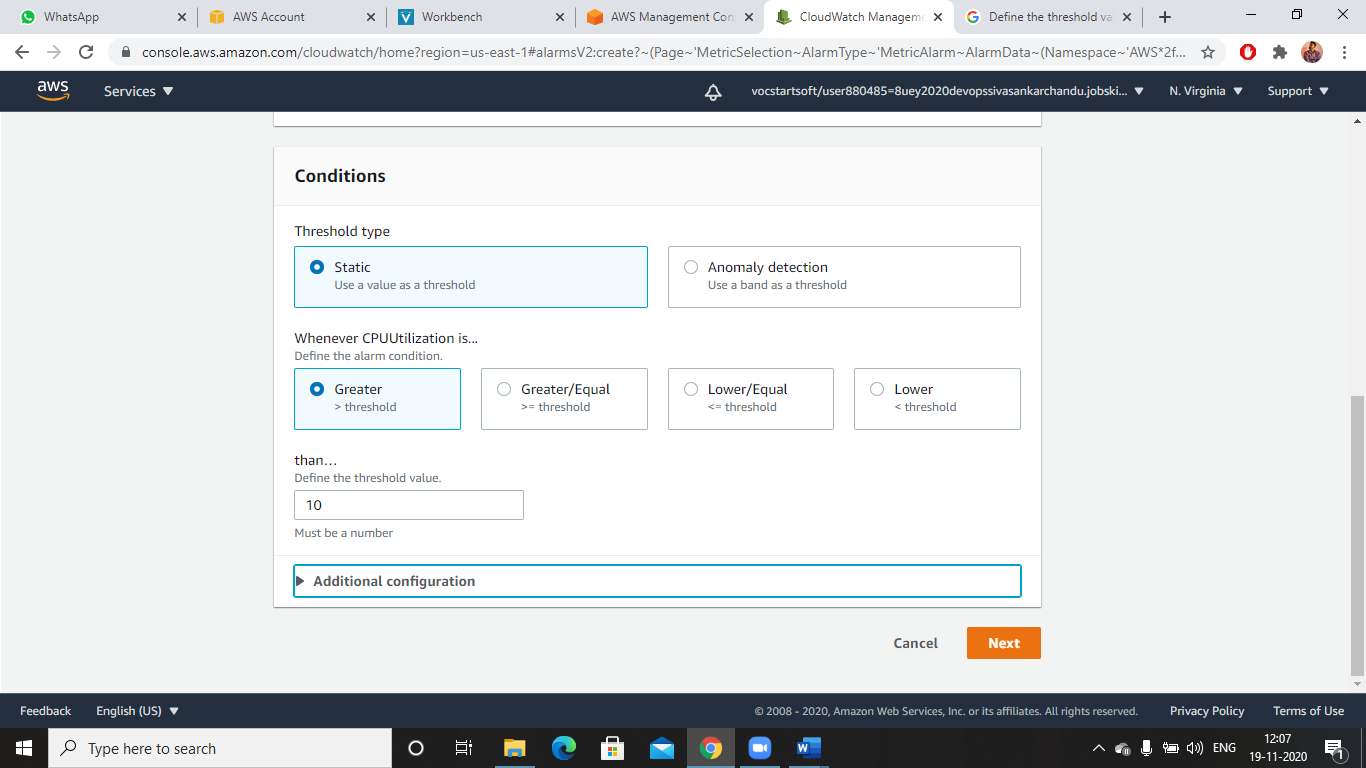 WhatsApp
AWS Account
Workbench
AWS Management Con
CloudWatch Managem
Define the threshold va
console.aws.amazon.com/cloudwatch/home?region=us-east-1#alarmsV2:create?~(Page~'MetricSelection~AlarmType~'MetricAlarm~AlarmData~(Namespace~'AWS*2f...
aws
Services
vocstartsoft/user880485=8uey2020devopssivasankarchandu.jobski...
N. Virginia
Support
Conditions
Threshold type
Static
Use a value as a threshold
Anomaly detection
Use a band as a threshold
Whenever CPUUtilization is...
Define the alarm condition.
Greater
> threshold
Greater/Equal
>= threshold
Lower/Equal
<= threshold
Lower
< threshold
than...
Define the threshold value.
10
Must be a number
Additional configuration
Cancel
Next
Feedback
English (US)
© 2008 - 2020, Amazon Web Services, Inc. or its affiliates. All rights reserved.
Privacy Policy
Terms of Use
Type here to search
ENG
12:07
19-11-2020
1